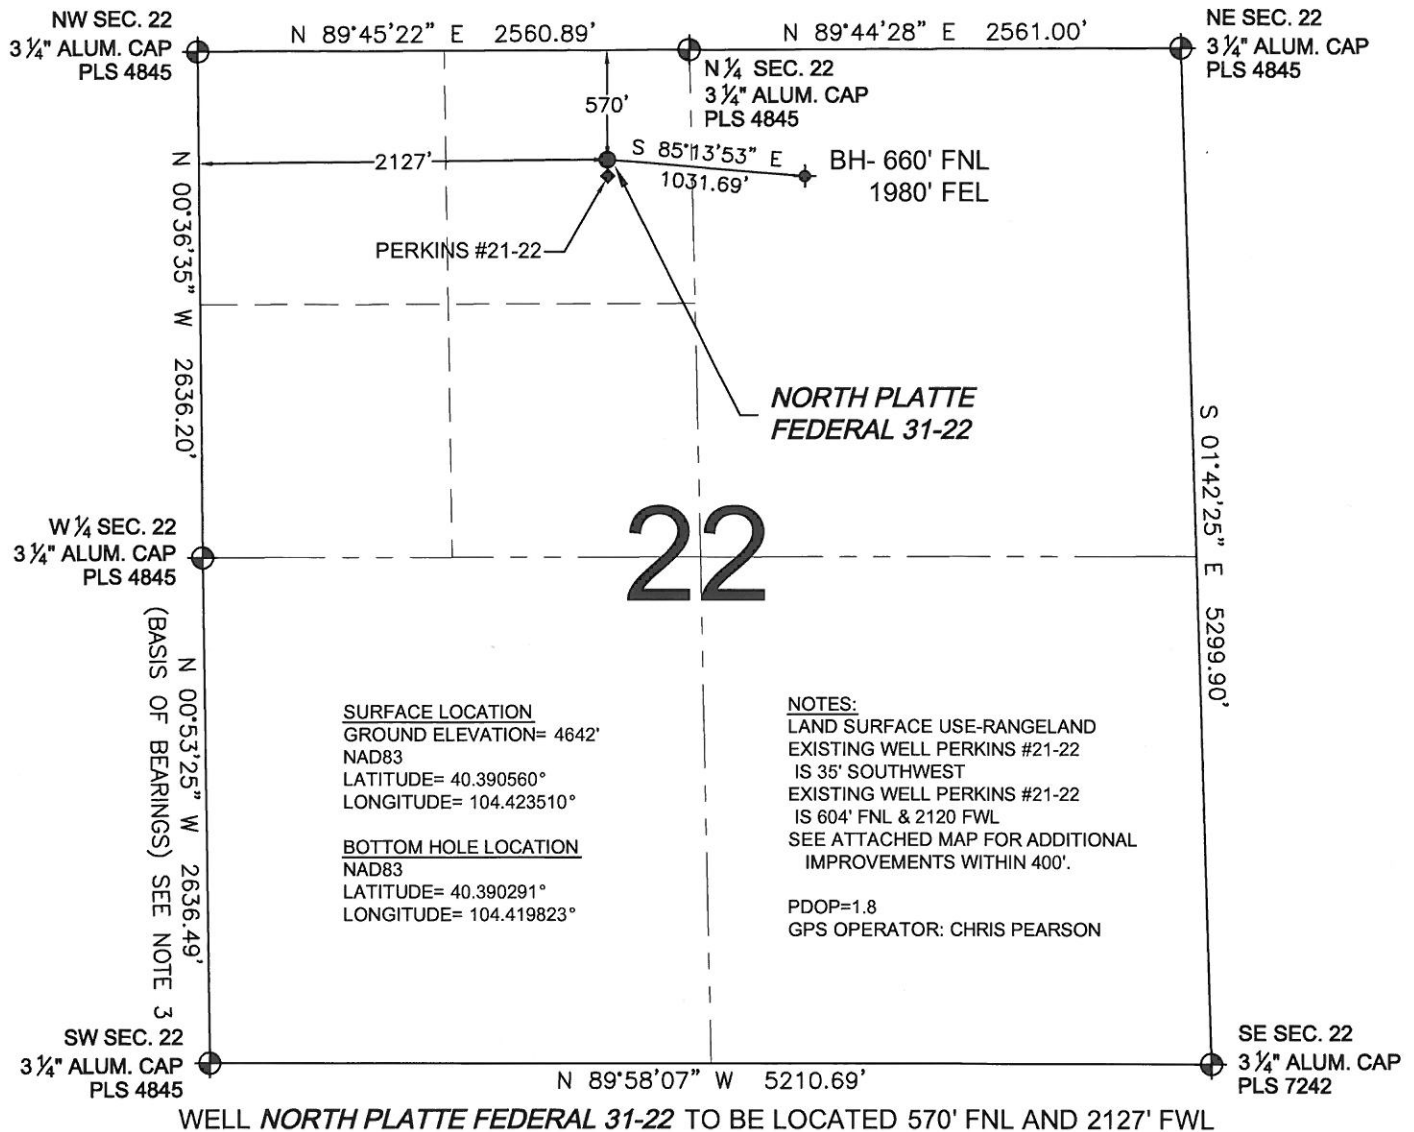 NW SEC. 22
3 ¼" ALUM. CAP
PLS 4845
N 89°45'22" E 2560.89'
N 89°44'28" E 2561.00'
NE SEC. 22
3 ¼" ALUM. CAP
PLS 4845
N ¼ SEC. 22
3 ¼" ALUM. CAP
PLS 4845
570'
2127'
S 85°13'53" E
1031.69'
BH- 660' FNL
1980' FEL
PERKINS #21-22
N 00°36'35" W 2636.20'
NORTH PLATTE
FEDERAL 31-22
S 01°42'25" E 5299.90'
22
W ¼ SEC. 22
3 ¼" ALUM. CAP
PLS 4845
N 00°53'25" W 2636.49'
(BASIS OF BEARINGS) SEE NOTE 3
SURFACE LOCATION
GROUND ELEVATION= 4642'
NAD83
LATITUDE= 40.390560°
LONGITUDE= 104.423510°
BOTTOM HOLE LOCATION
NAD83
LATITUDE= 40.390291°
LONGITUDE= 104.419823°
NOTES:
LAND SURFACE USE-RANGELAND
EXISTING WELL PERKINS #21-22
IS 35' SOUTHWEST
EXISTING WELL PERKINS #21-22
IS 604' FNL & 2120 FWL
SEE ATTACHED MAP FOR ADDITIONAL
IMPROVEMENTS WITHIN 400'.
PDOP=1.8
GPS OPERATOR: CHRIS PEARSON
SW SEC. 22
3 ¼" ALUM. CAP
PLS 4845
N 89°58'07" W 5210.69'
SE SEC. 22
3 ¼" ALUM. CAP
PLS 7242
WELL NORTH PLATTE FEDERAL 31-22 TO BE LOCATED 570' FNL AND 2127' FWL